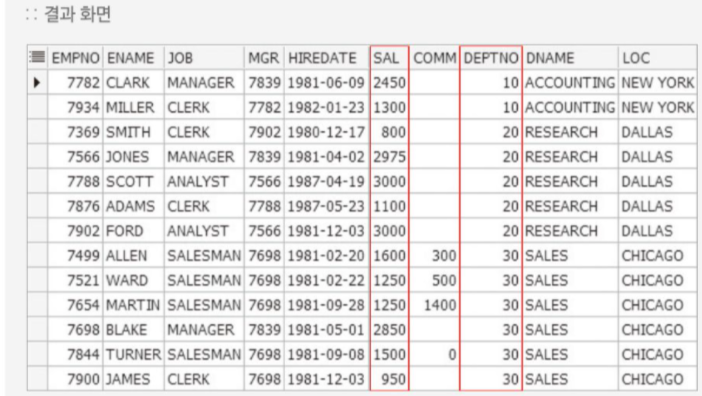 :: 결과 화면
EMPNO ENAME JOB MGR HIREDATE SAL COMM DEPTNO DNAME LOC
7782 CLARK MANAGER 7839 1981-06-09 2450 10 ACCOUNTING NEW YORK
7934 MILLER CLERK 7782 1982-01-23 1300 10 ACCOUNTING NEW YORK
7369 SMITH CLERK 7902 1980-12-17 800 20 RESEARCH DALLAS
7566 JONES MANAGER 7839 1981-04-02 2975 20 RESEARCH DALLAS
7788 SCOTT ANALYST 7566 1987-04-19 3000 20 RESEARCH DALLAS
7876 ADAMS CLERK 7788 1987-05-23 1100 20 RESEARCH DALLAS
7902 FORD ANALYST 7566 1981-12-03 3000 20 RESEARCH DALLAS
7499 ALLEN SALESMAN 7698 1981-02-20 1600 300 30 SALES CHICAGO
7521 WARD SALESMAN 7698 1981-02-22 1250 500 30 SALES CHICAGO
7654 MARTIN SALESMAN 7698 1981-09-28 1250 1400 30 SALES CHICAGO
7698 BLAKE MANAGER 7839 1981-05-01 2850 30 SALES CHICAGO
7844 TURNER SALESMAN 7698 1981-09-08 1500 0 30 SALES CHICAGO
7900 JAMES CLERK 7698 1981-12-03 950 30 SALES CHICAGO